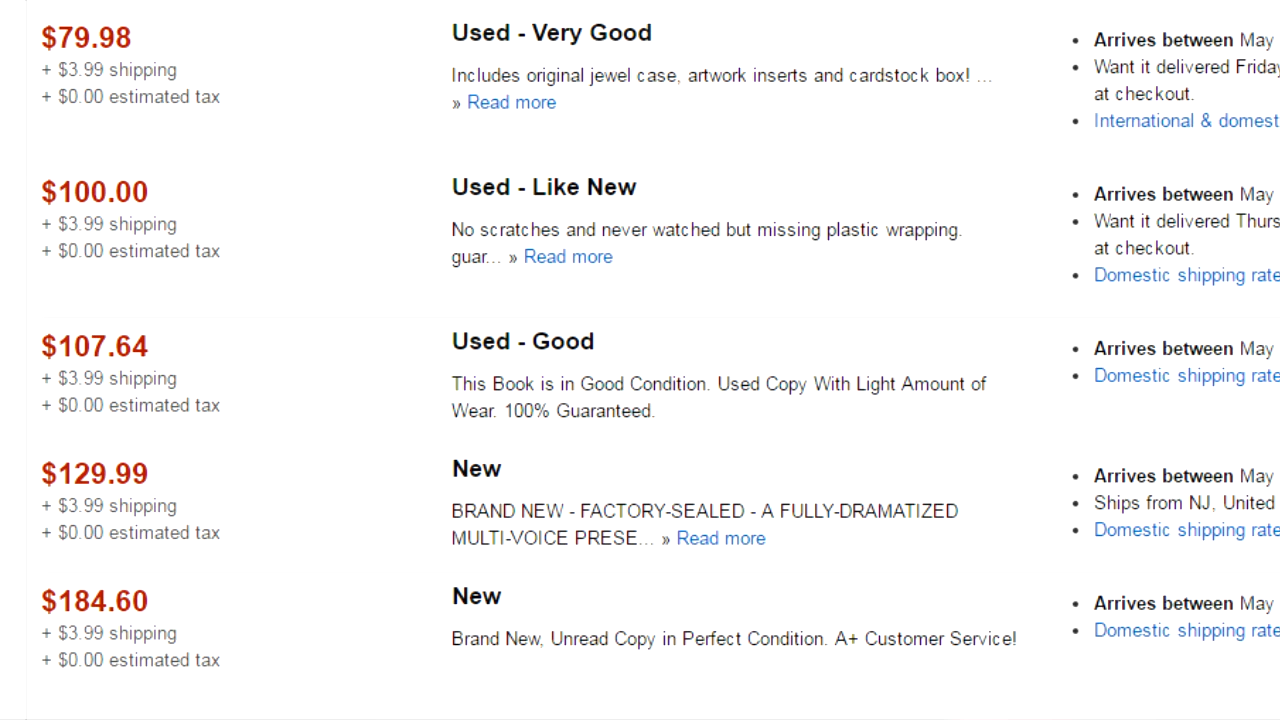 $79.98
+ $3.99 shipping
+ $0.00 estimated tax
Used - Very Good
Includes original jewel case, artwork inserts and cardstock box! ...
» Read more
• Arrives between May
• Want it delivered Friday
at checkout.
• International & domest
$100.00
+ $3.99 shipping
+ $0.00 estimated tax
Used - Like New
No scratches and never watched but missing plastic wrapping.
guar... » Read more
• Arrives between May
• Want it delivered Thurs
at checkout.
• Domestic shipping rate
$107.64
+ $3.99 shipping
+ $0.00 estimated tax
Used - Good
This Book is in Good Condition. Used Copy With Light Amount of
Wear. 100% Guaranteed.
• Arrives between May
• Domestic shipping rate
$129.99
+ $3.99 shipping
+ $0.00 estimated tax
New
BRAND NEW - FACTORY-SEALED - A FULLY-DRAMATIZED
MULTI-VOICE PRESE... » Read more
• Arrives between May
• Ships from NJ, United
• Domestic shipping rate
$184.60
+ $3.99 shipping
+ $0.00 estimated tax
New
Brand New, Unread Copy in Perfect Condition. A+ Customer Service!
• Arrives between May
• Domestic shipping rate